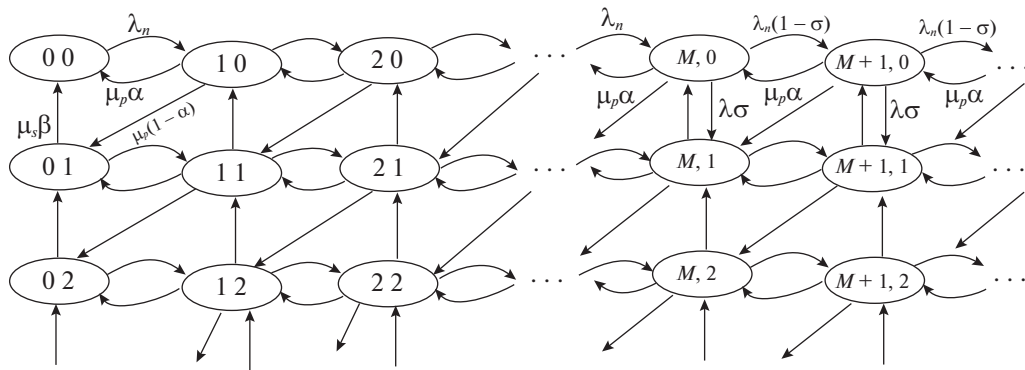 λₙ λₙ λₙ(1 – σ) λₙ(1 – σ)
0 0 1 0 2 0 · · · M, 0 M + 1, 0 · · ·
μₚα μₚα μₚα μₚα
μₛβ μₚ(1 – α) λσ λσ
0 1 1 1 2 1 · · · M, 1 M + 1, 1 · · ·
0 2 1 2 2 2 · · · M, 2 M + 1, 2 · · ·